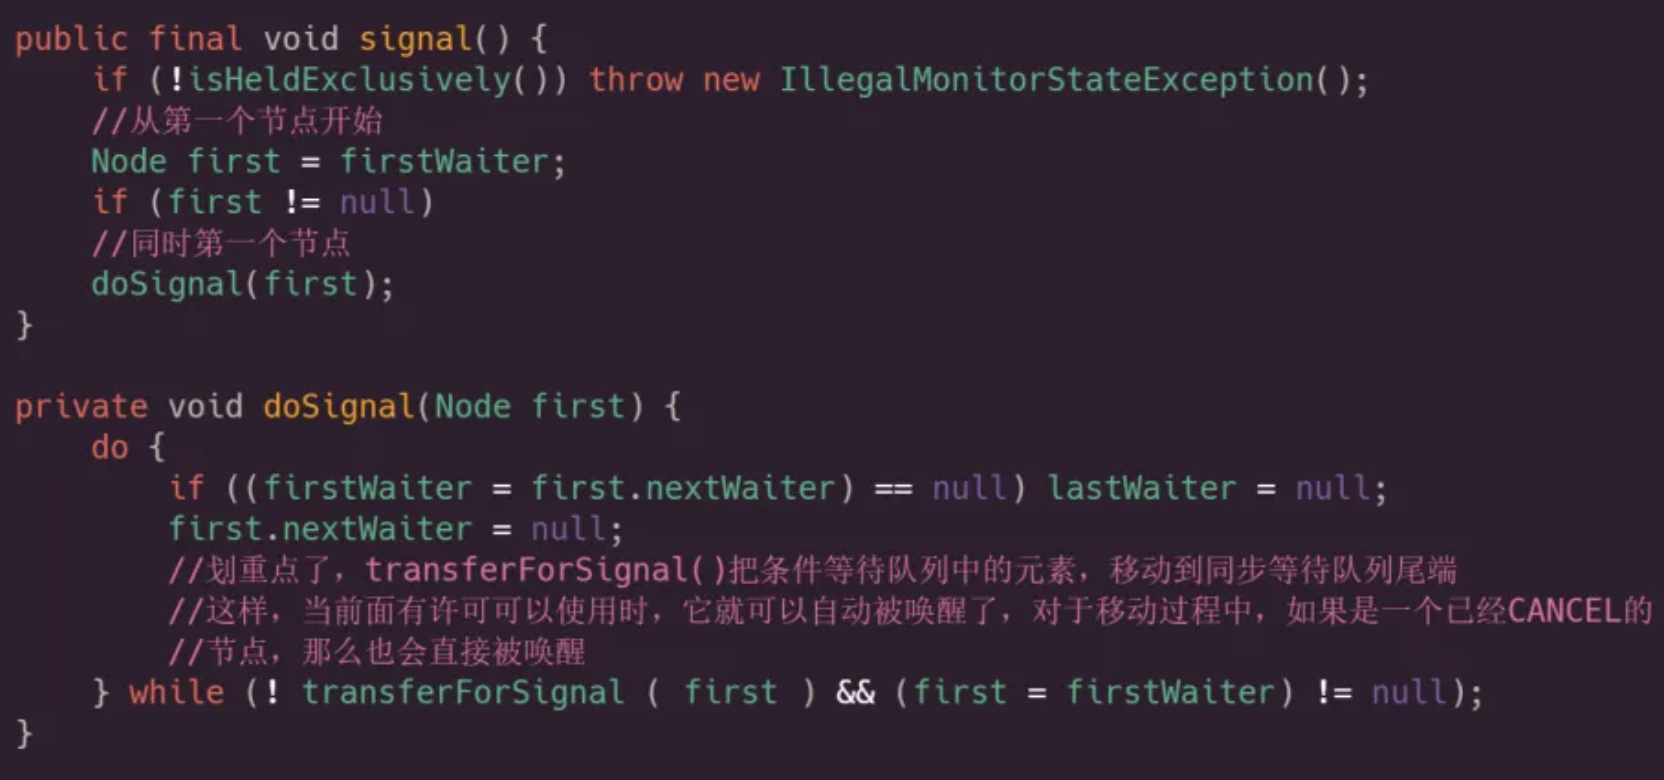 public final void signal() {
    if (!isHeldExclusively()) throw new IllegalMonitorStateException();
    //从第一个节点开始
    Node first = firstWaiter;
    if (first != null)
    //同时第一个节点
    doSignal(first);
}
private void doSignal(Node first) {
    do {
        if ((firstWaiter = first.nextWaiter) == null) lastWaiter = null;
        first.nextWaiter = null;
        //划重点了，transferForSignal()把条件等待队列中的元素，移动到同步等待队列尾端
        //这样，当前面有许可可以使用时，它就可以自动被唤醒了，对于移动过程中，如果是一个已经CANCEL的
        //节点，那么也会直接被唤醒
    } while (! transferForSignal ( first ) && (first = firstWaiter) != null);
}